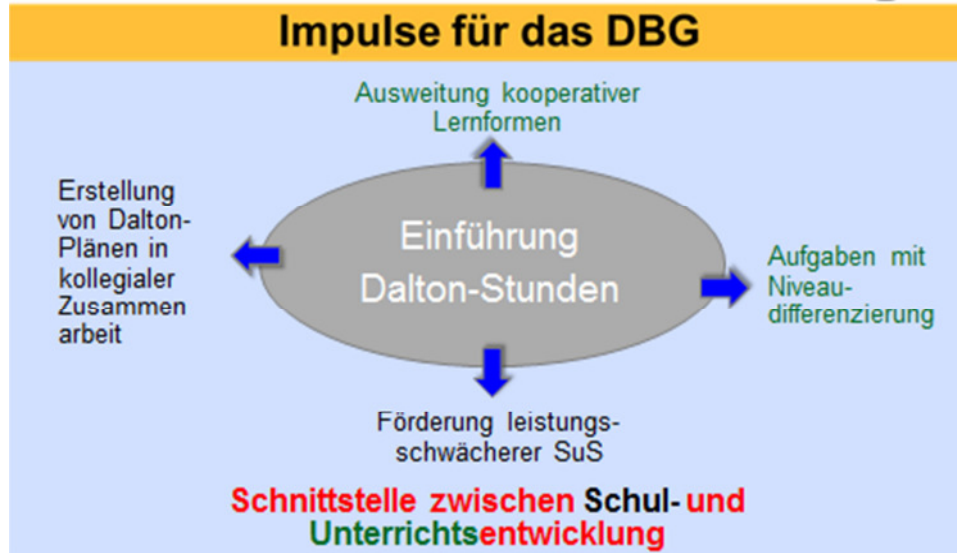 Impulse für das DBG
Ausweitung kooperativer
Lernformen
Erstellung
von Dalton-
Plänen in
kollegialer
Zusammen
arbeit
Einführung
Dalton-Stunden
Aufgaben mit
Niveau-
differenzierung
Förderung leistungs-
schwächerer SuS
Schnittstelle zwischen Schul- und
Unterrichtsentwicklung